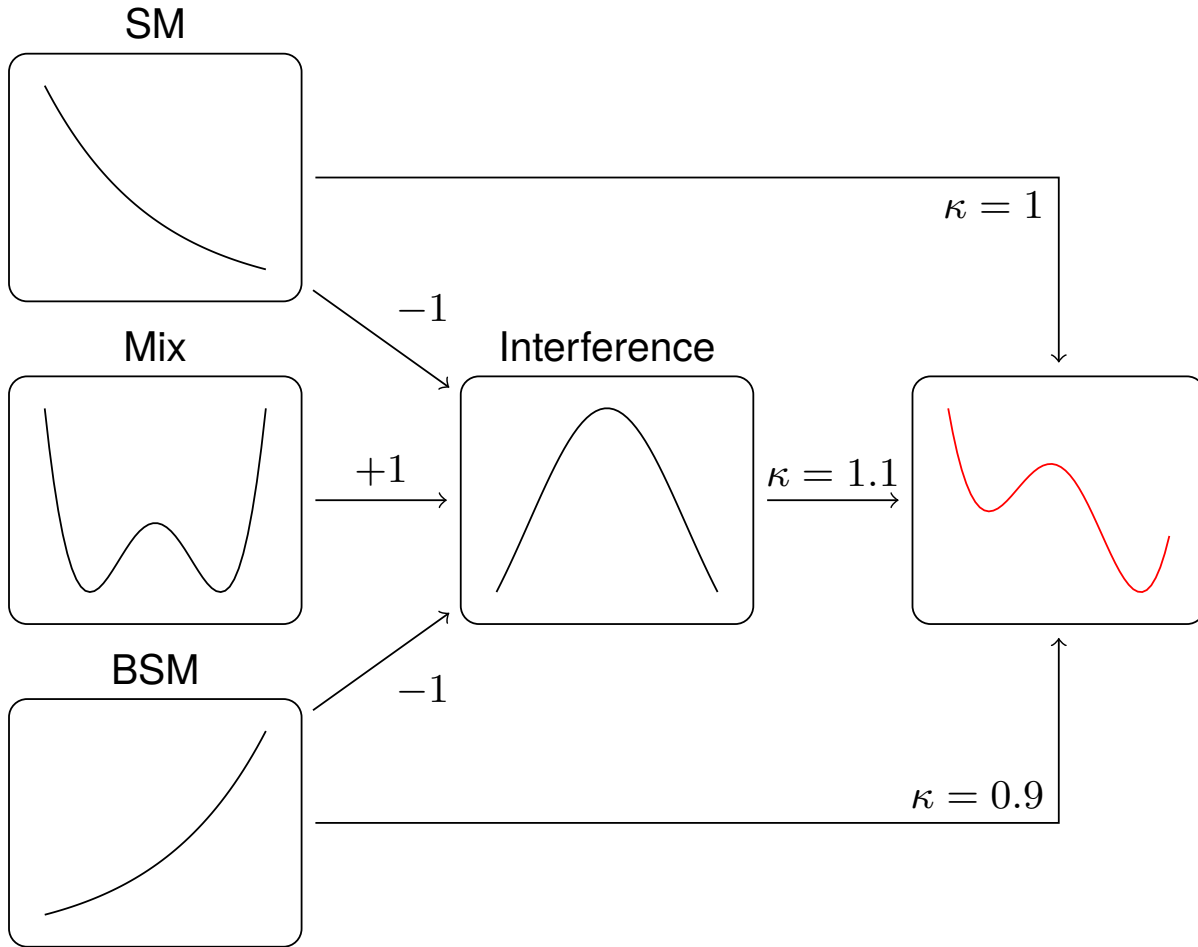 SM
κ = 1
−1
Mix
Interference
+1
κ = 1.1
BSM
−1
κ = 0.9